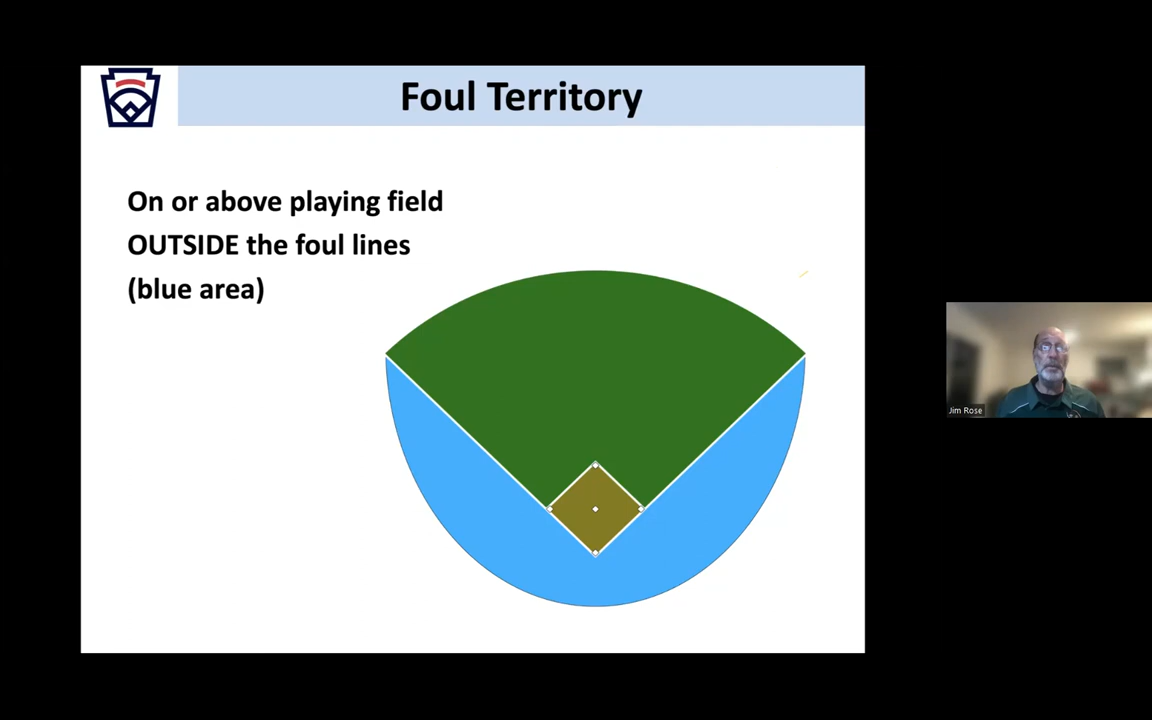 Foul Territory
On or above playing field
OUTSIDE the foul lines
(blue area)
Jim Rose